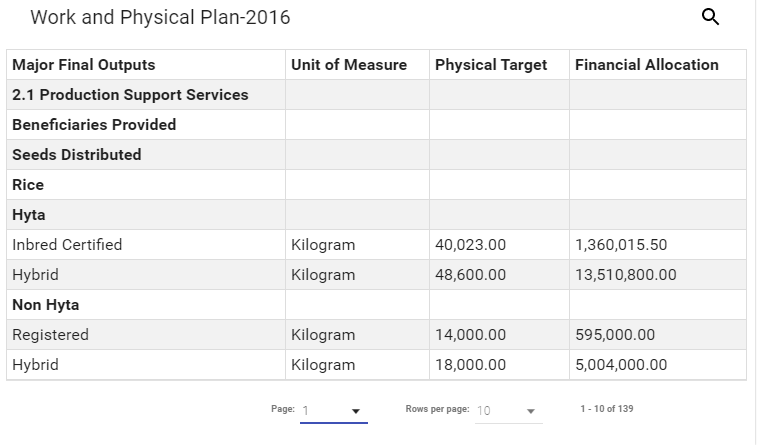 Work and Physical Plan-2016
Major Final Outputs Unit of Measure Physical Target Financial Allocation
2.1 Production Support Services
Beneficiaries Provided
Seeds Distributed
Rice
Hyta
Inbred Certified Kilogram 40,023.00 1,360,015.50
Hybrid Kilogram 48,600.00 13,510,800.00
Non Hyta
Registered Kilogram 14,000.00 595,000.00
Hybrid Kilogram 18,000.00 5,004,000.00
Page: 1 Rows per page: 10 1 - 10 of 139